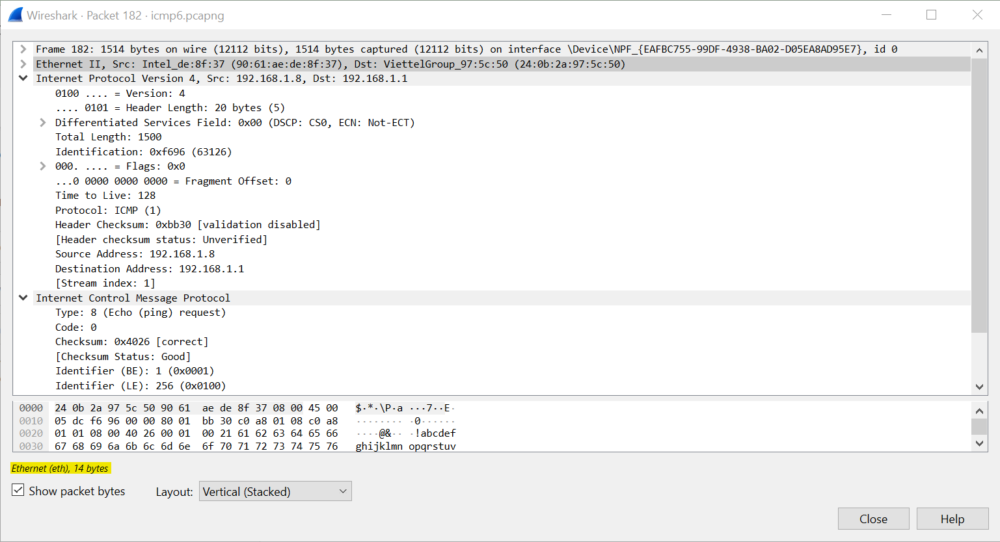 Wireshark · Packet 182 · icmp6.pcapng
Frame 182: 1514 bytes on wire (12112 bits), 1514 bytes captured (12112 bits) on interface \Device\NPF_{EAFBC755-99DF-4938-BA02-D05EA8AD95E7}, id 0
Ethernet II, Src: Intel_de:8f:37 (90:61:ae:de:8f:37), Dst: ViettelGroup_97:5c:50 (24:0b:2a:97:5c:50)
Internet Protocol Version 4, Src: 192.168.1.8, Dst: 192.168.1.1
0100 .... = Version: 4
.... 0101 = Header Length: 20 bytes (5)
Differentiated Services Field: 0x00 (DSCP: CS0, ECN: Not-ECT)
Total Length: 1500
Identification: 0xf696 (63126)
000. .... = Flags: 0x0
...0 0000 0000 0000 = Fragment Offset: 0
Time to Live: 128
Protocol: ICMP (1)
Header Checksum: 0xbb30 [validation disabled]
[Header checksum status: Unverified]
Source Address: 192.168.1.8
Destination Address: 192.168.1.1
[Stream index: 1]
Internet Control Message Protocol
Type: 8 (Echo (ping) request)
Code: 0
Checksum: 0x4026 [correct]
[Checksum Status: Good]
Identifier (BE): 1 (0x0001)
Identifier (LE): 256 (0x0100)
0000 24 0b 2a 97 5c 50 90 61 ae de 8f 37 08 00 45 00 $·*·\P·a ···7··E·
0010 05 dc f6 96 00 00 80 01 bb 30 c0 a8 01 08 c0 a8 ········ ·0······
0020 01 01 08 00 40 26 00 01 00 21 61 62 63 64 65 66 ····@&·· ·!abcdef
0030 67 68 69 6a 6b 6c 6d 6e 6f 70 71 72 73 74 75 76 ghijklmn opqrstuv
Ethernet (eth), 14 bytes
Show packet bytes Layout: Vertical (Stacked)
Close Help